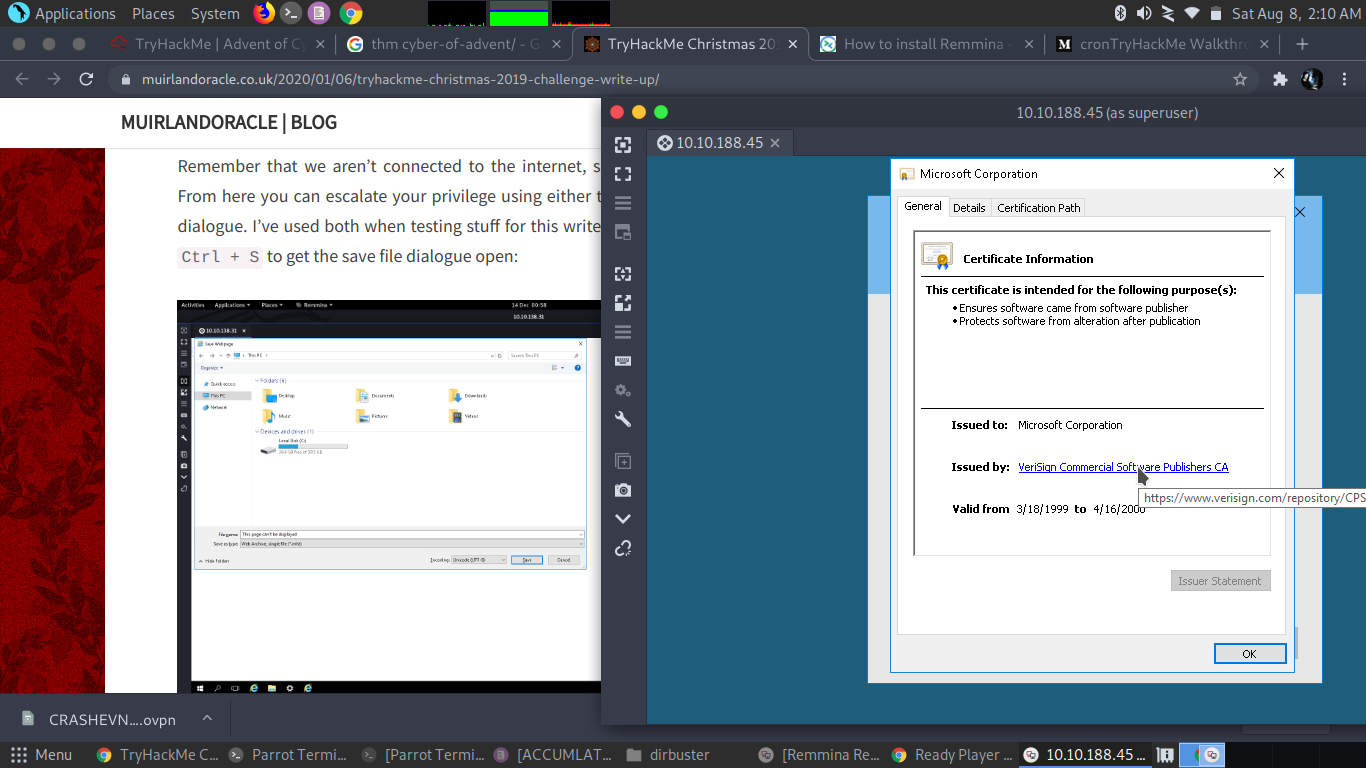 Applications Places System Sat Aug 8, 2:10 AM
TryHackMe | Advent of Cy
thm cyber-of-advent/ - G
TryHackMe Christmas 20
How to install Remmina -
cronTryHackMe Walkthr
muirlandoracle.co.uk/2020/01/06/tryhackme-christmas-2019-challenge-write-up/
MUIRLANDORACLE | BLOG
Remember that we aren’t connected to the internet, s
From here you can escalate your privilege using either t
dialogue. I’ve used both when testing stuff for this write
Ctrl + S to get the save file dialogue open:
Activities Applications Places Remmina 14 Dec 00:58
10.10.138.31
10.10.138.31
Save Webpage
This PC
Search This PC
Organize
Quick access
This PC
Network
Folders (6)
Desktop
Documents
Downloads
Music
Pictures
Videos
Devices and drives (1)
Local Disk (C:)
File name: This page can't be displayed
Save as type: Web Archive, single file (*.mht)
Hide Folders
Encoding: Unicode (UTF-8)
Save
Cancel
10.10.188.45 (as superuser)
10.10.188.45
Microsoft Corporation
General Details Certification Path
Certificate Information
This certificate is intended for the following purpose(s):
• Ensures software came from software publisher
• Protects software from alteration after publication
Issued to: Microsoft Corporation
Issued by: VeriSign Commercial Software Publishers CA
https://www.verisign.com/repository/CPS
Valid from 3/18/1999 to 4/16/2000
Issuer Statement
OK
CRASHEVN....ovpn
Menu
TryHackMe C...
Parrot Termi...
[Parrot Termi...
[ACCUMLAT...
dirbuster
[Remmina Re...
Ready Player ...
10.10.188.45 ...